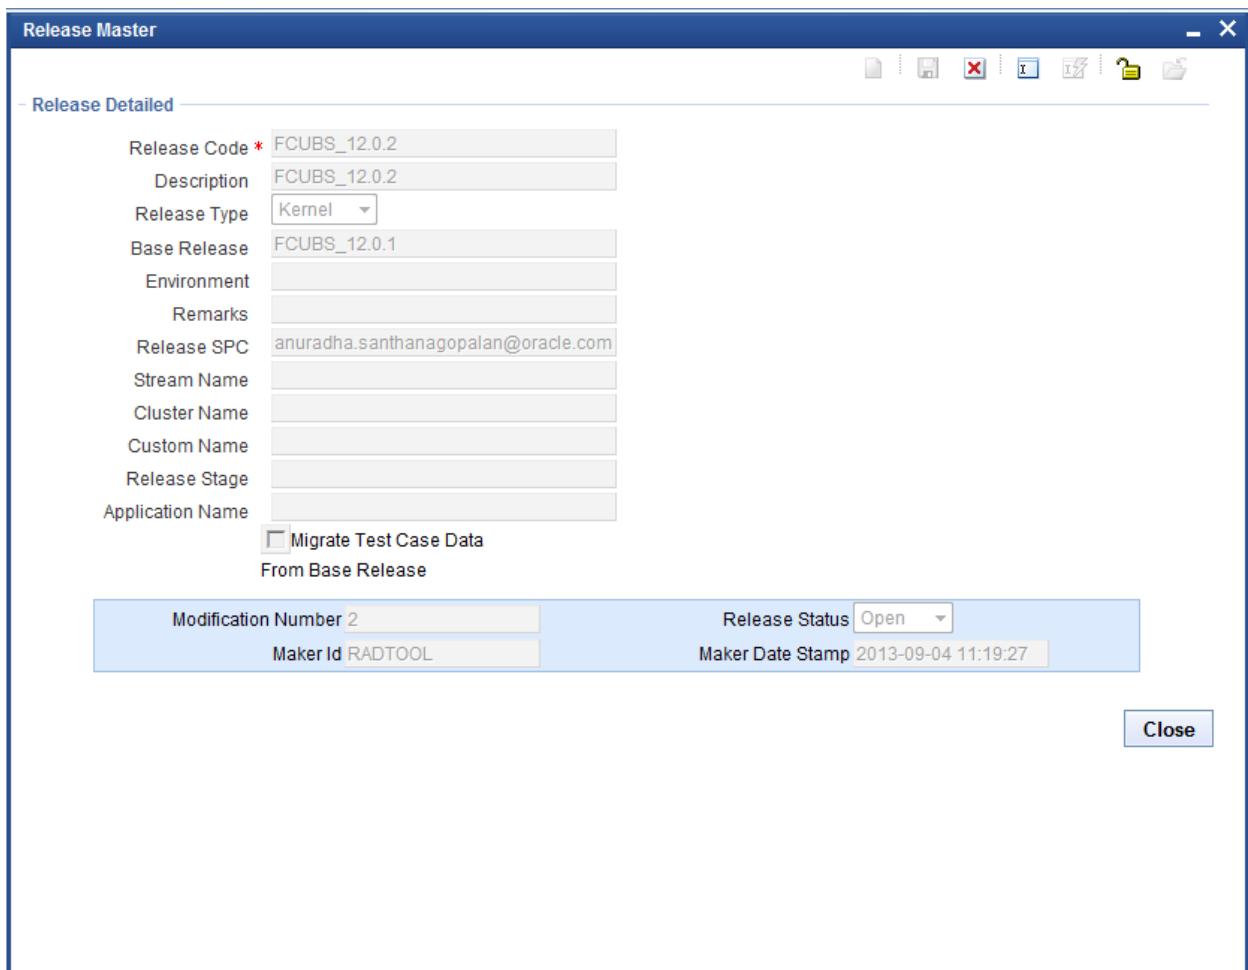 Release Master
Release Detailed
Release Code * FCUBS_12.0.2
Description FCUBS_12.0.2
Release Type Kernel
Base Release FCUBS_12.0.1
Environment
Remarks
Release SPC anuradha.santhanagopalan@oracle.com
Stream Name
Cluster Name
Custom Name
Release Stage
Application Name
Migrate Test Case Data
From Base Release
Modification Number 2 Release Status Open
Maker Id RADTOOL Maker Date Stamp 2013-09-04 11:19:27
Close